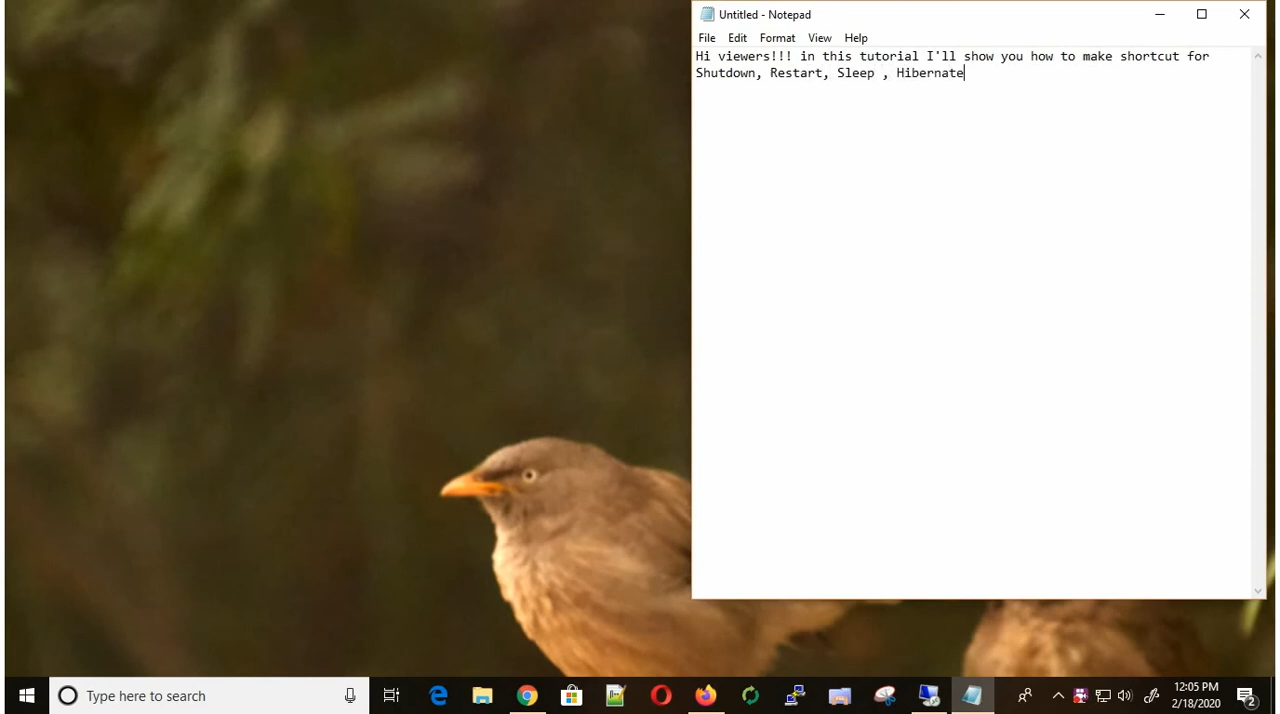 Untitled - Notepad
File Edit Format View Help
Hi viewers!!! in this tutorial I'll show you how to make shortcut for
Shutdown, Restart, Sleep , Hibernate
Type here to search
12:05 PM
2/18/2020
2